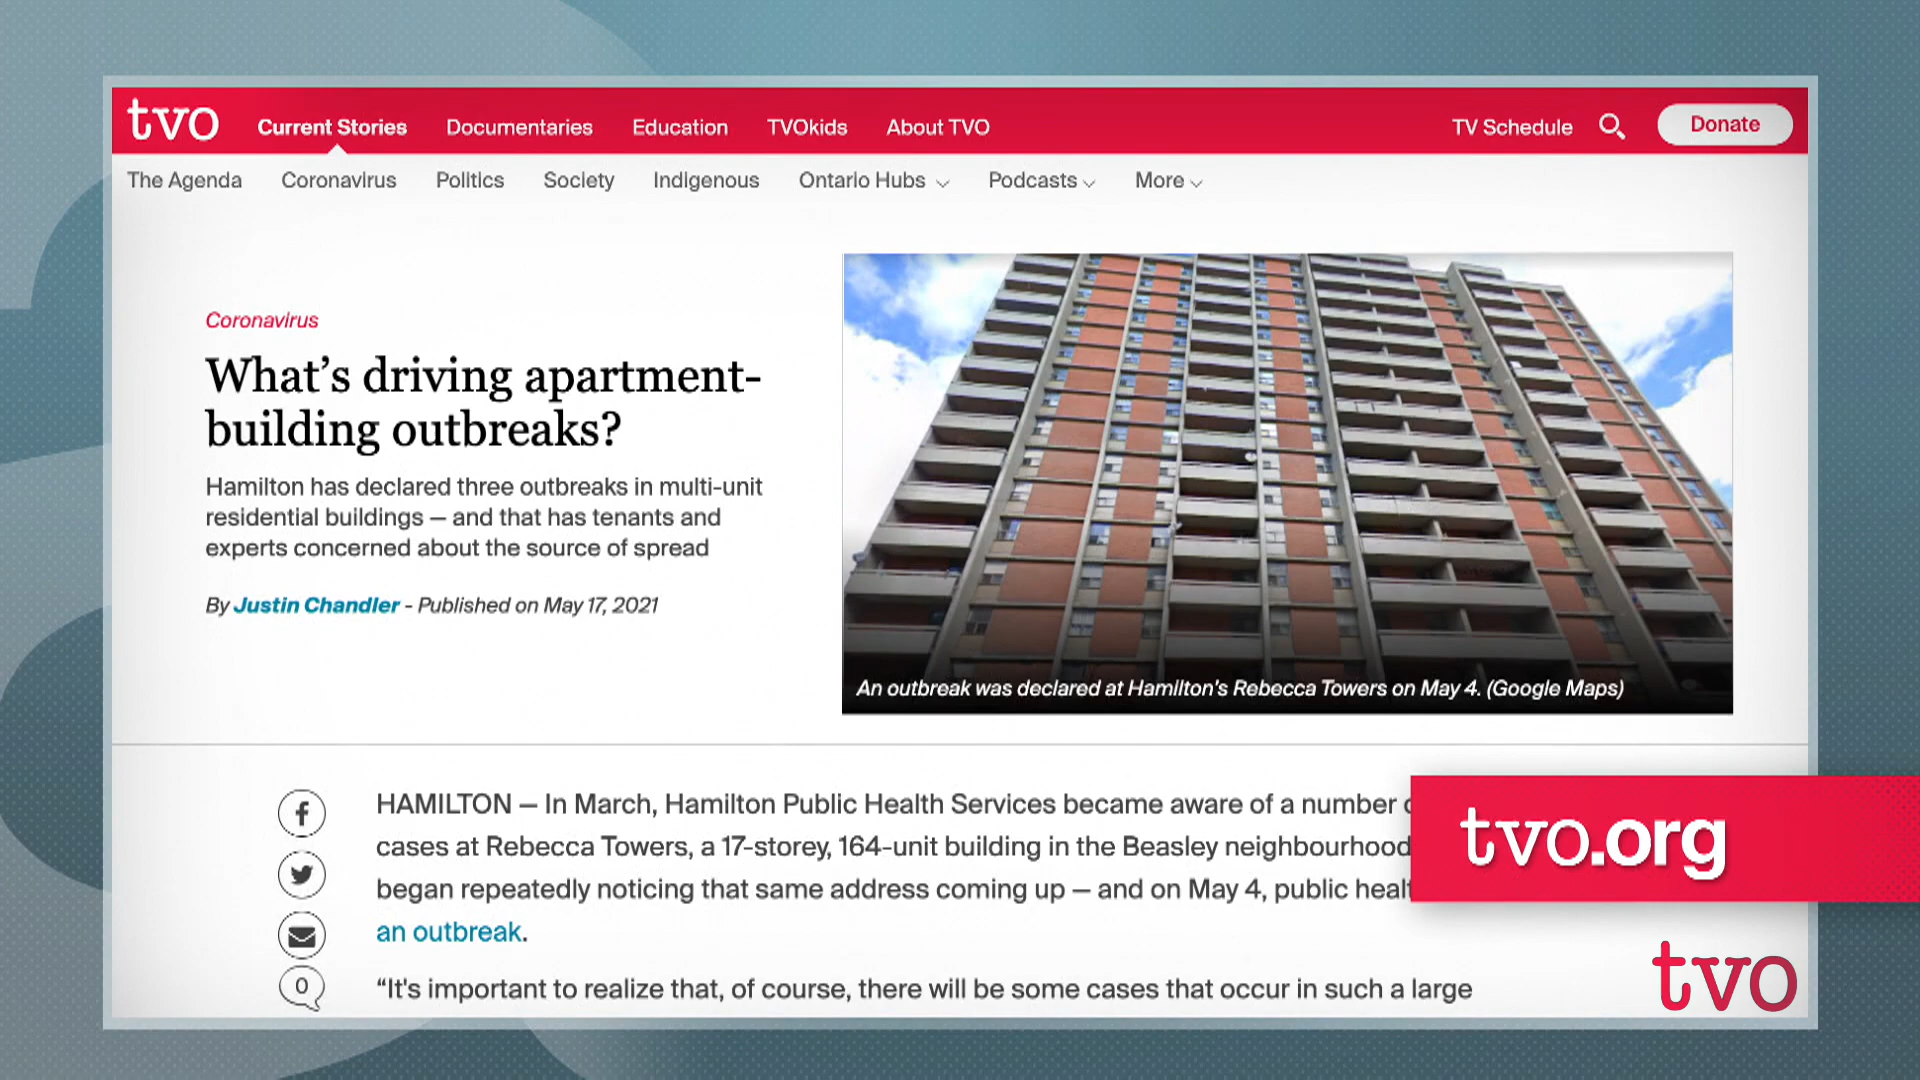 tvo
Current Stories Documentaries Education TVOkids About TVO TV Schedule Donate
The Agenda Coronavirus Politics Society Indigenous Ontario Hubs Podcasts More
Coronavirus
What's driving apartment-
building outbreaks?
Hamilton has declared three outbreaks in multi-unit
residential buildings — and that has tenants and
experts concerned about the source of spread
By Justin Chandler - Published on May 17, 2021
An outbreak was declared at Hamilton's Rebecca Towers on May 4. (Google Maps)
HAMILTON — In March, Hamilton Public Health Services became aware of a number
cases at Rebecca Towers, a 17-storey, 164-unit building in the Beasley neighbourhood
began repeatedly noticing that same address coming up — and on May 4, public
an outbreak.
0
“It's important to realize that, of course, there will be some cases that occur in such a large
tvo.org
tvo